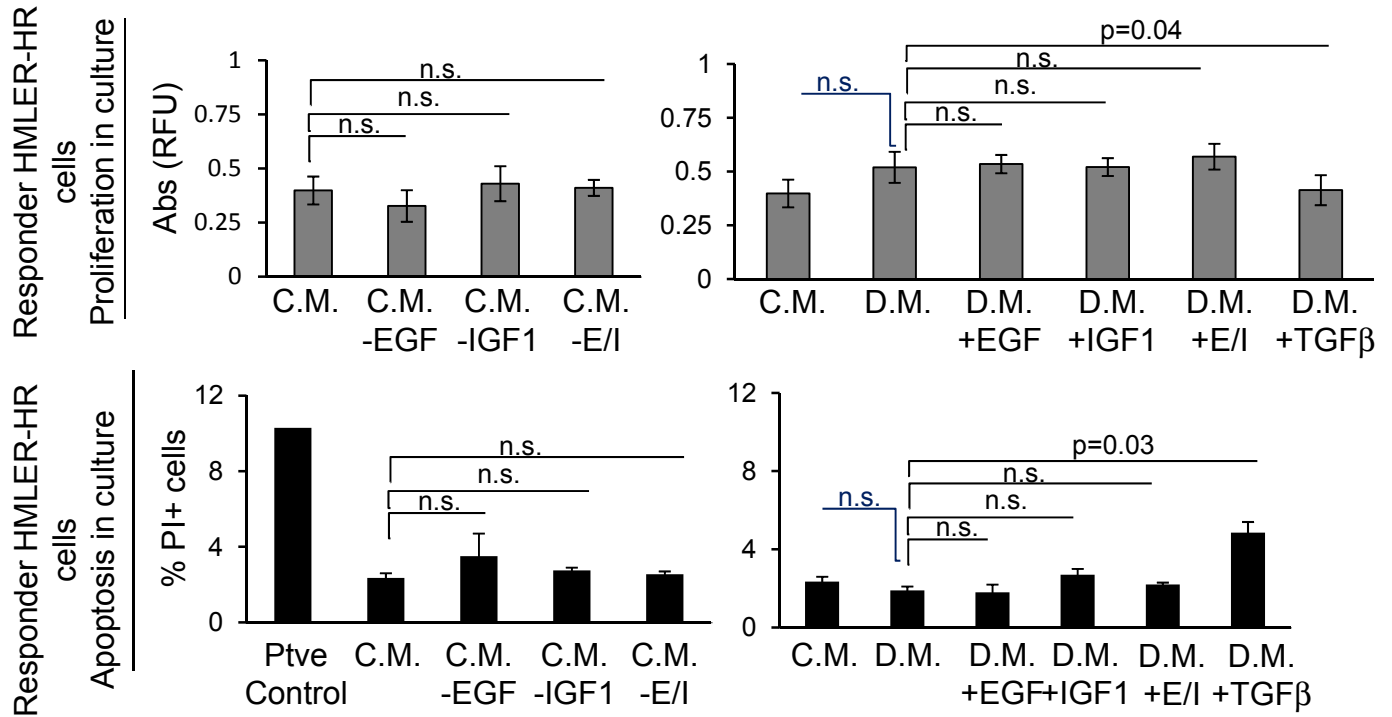 Responder HMLER-HR
cells
Proliferation in culture
Abs (RFU)
1
0.75
0.5
0.25
0
n.s.
n.s.
n.s.
C.M. C.M. C.M. C.M.
-EGF -IGF1 -E/I
1
0.75
0.5
0.25
0
p=0.04
n.s.
n.s.
n.s.
n.s.
C.M. D.M. D.M. D.M. D.M. D.M.
+EGF +IGF1 +E/I +TGFβ
Responder HMLER-HR
cells
Apoptosis in culture
% PI+ cells
12
8
4
0
n.s.
n.s.
n.s.
Ptve C.M. C.M. C.M. C.M.
Control -EGF -IGF1 -E/I
12
8
4
0
p=0.03
n.s.
n.s.
n.s.
n.s.
C.M. D.M. D.M. D.M. D.M. D.M.
+EGF+IGF1 +E/I +TGFβ